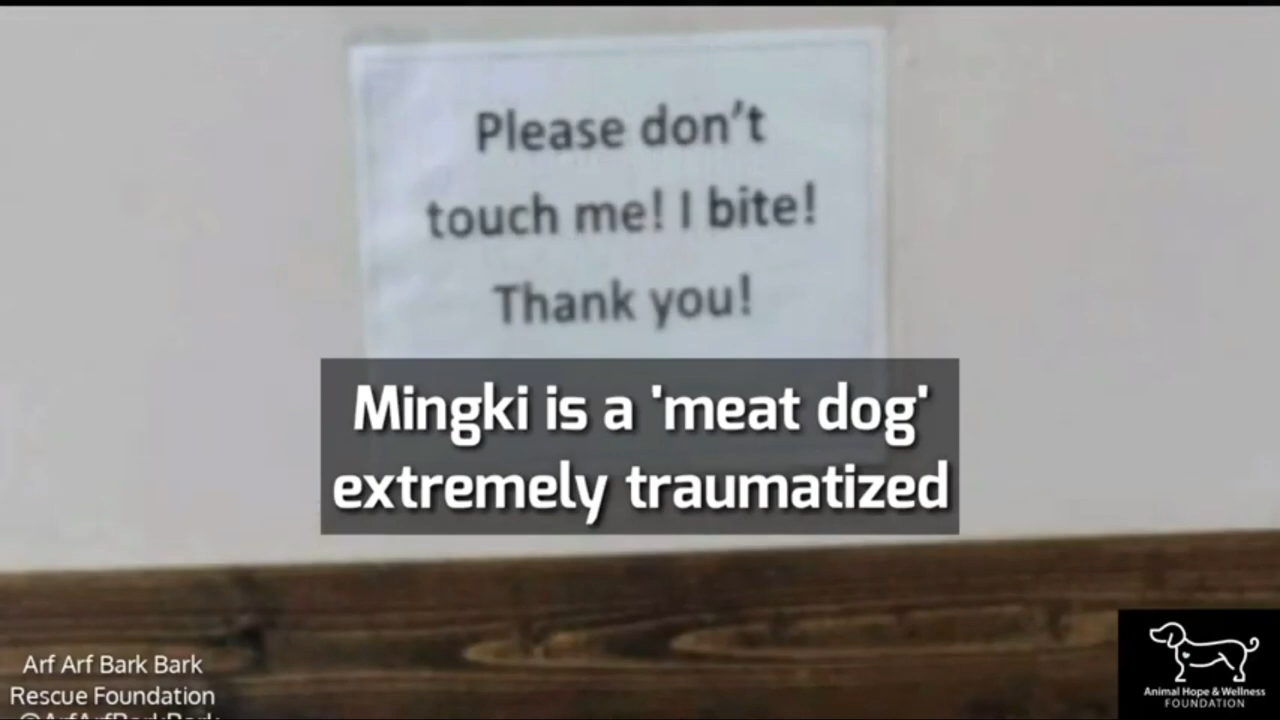 Please don't
touch me! I bite!
Thank you!
Mingki is a 'meat dog'
extremely traumatized
Arf Arf Bark Bark
Rescue Foundation
@ArfArfBarkBark
Animal Hope & Wellness
FOUNDATION